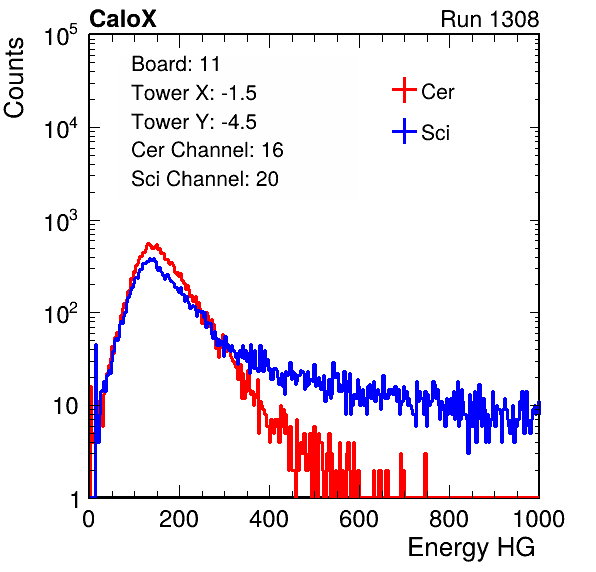 CaloX Run 1308
Counts
Board: 11
Tower X: -1.5
Tower Y: -4.5
Cer Channel: 16
Sci Channel: 20
Cer
Sci
10^5
10^4
10^3
10^2
10
1
0 200 400 600 800 1000
Energy HG